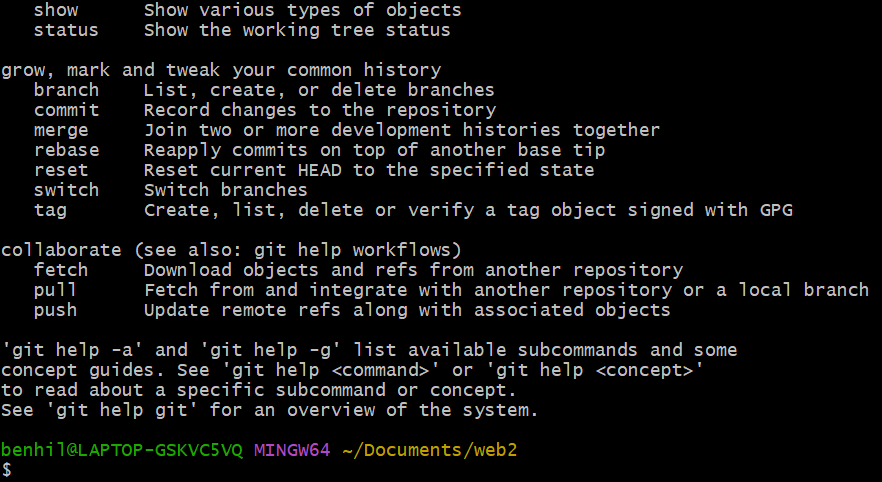 show      Show various types of objects
status    Show the working tree status
grow, mark and tweak your common history
branch    List, create, or delete branches
commit    Record changes to the repository
merge     Join two or more development histories together
rebase    Reapply commits on top of another base tip
reset     Reset current HEAD to the specified state
switch    Switch branches
tag       Create, list, delete or verify a tag object signed with GPG
collaborate (see also: git help workflows)
fetch     Download objects and refs from another repository
pull      Fetch from and integrate with another repository or a local branch
push      Update remote refs along with associated objects
'git help -a' and 'git help -g' list available subcommands and some
concept guides. See 'git help <command>' or 'git help <concept>'
to read about a specific subcommand or concept.
See 'git help git' for an overview of the system.
benhil@LAPTOP-GSKVC5VQ MINGW64 ~/Documents/web2
$